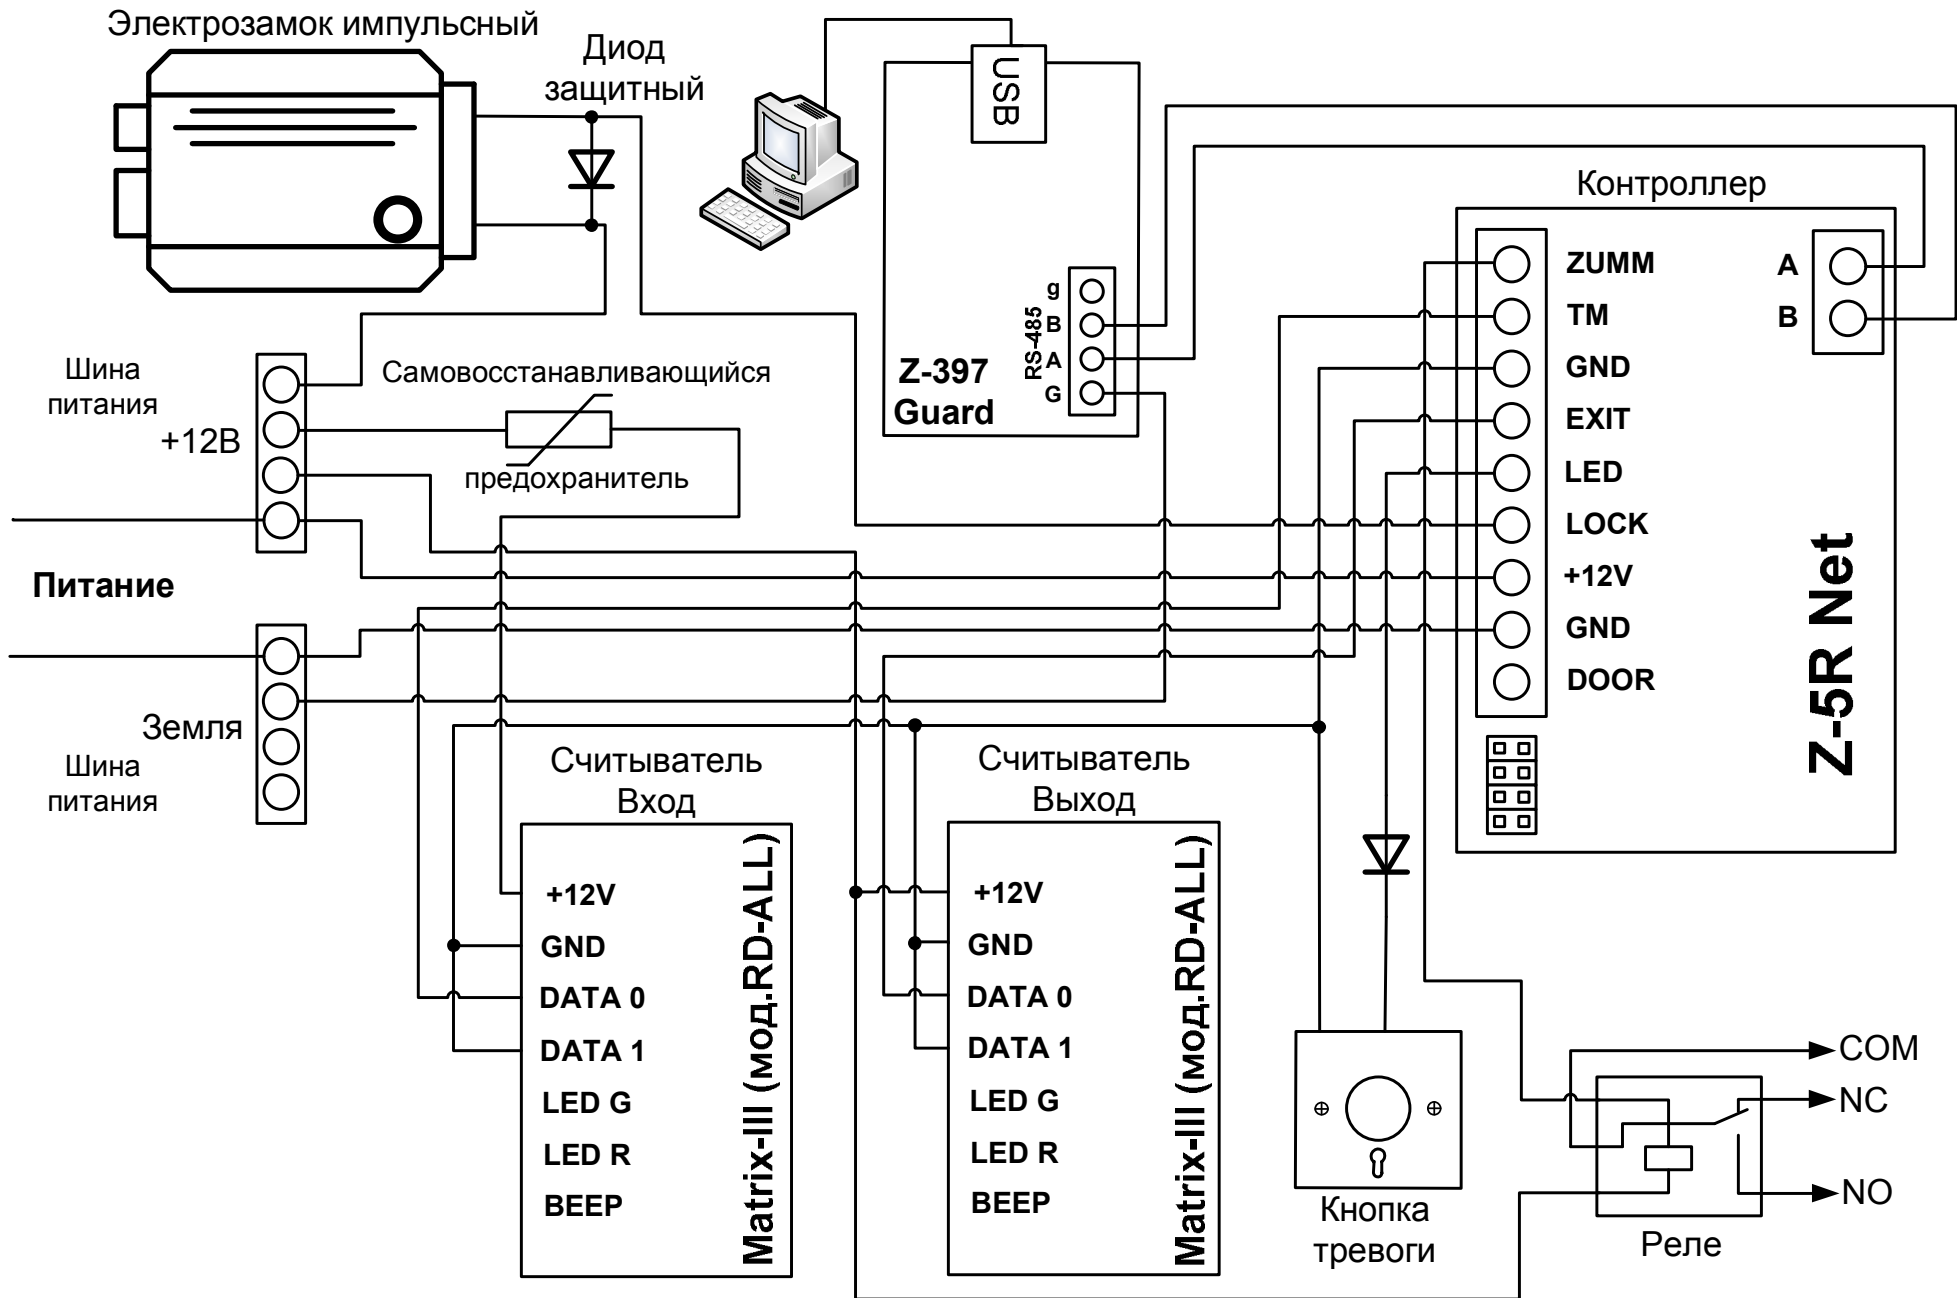 Электрозамок импульсный
Диод
защитный
USB
Контроллер
ZUMM
TM
GND
EXIT
LED
LOCK
+12V
GND
DOOR
A
B
Z-5R Net
g
B
A
G
RS-485
Z-397
Guard
Шина
питания
+12В
Самовосстанавливающийся
предохранитель
Питание
Земля
Шина
питания
Считыватель
Вход
+12V
GND
DATA 0
DATA 1
LED G
LED R
BEEP
Matrix-III (мод.RD-ALL)
Считыватель
Выход
+12V
GND
DATA 0
DATA 1
LED G
LED R
BEEP
Matrix-III (мод.RD-ALL)
Кнопка
тревоги
COM
NC
NO
Реле